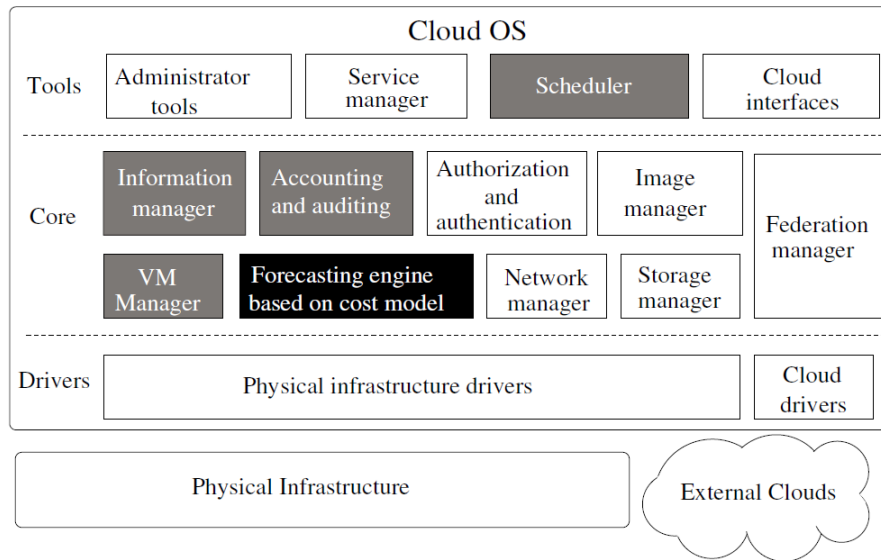 Cloud OS
Tools
Administrator
tools
Service
manager
Scheduler
Cloud
interfaces
Core
Information
manager
Accounting
and auditing
Authorization
and
authentication
Image
manager
Federation
manager
VM
Manager
Forecasting engine
based on cost model
Network
manager
Storage
manager
Drivers
Physical infrastructure drivers
Cloud
drivers
Physical Infrastructure
External Clouds